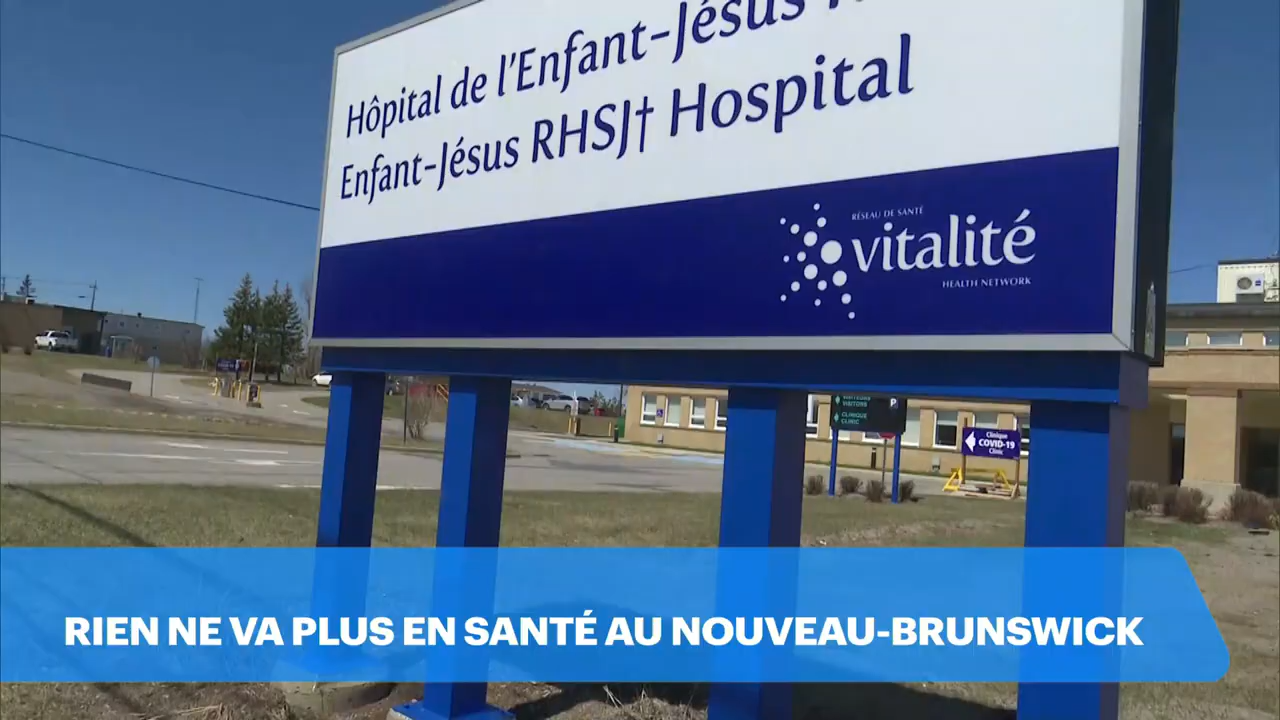 Hôpital de l'Enfant-Jésus
Enfant-Jésus RHSJ† Hospital
RÉSEAU DE SANTÉ
vitalité
HEALTH NETWORK
VISITORS
CLINIQUE
CLINIC
P
Clinique
COVID-19
Clinic
RIEN NE VA PLUS EN SANTÉ AU NOUVEAU-BRUNSWICK